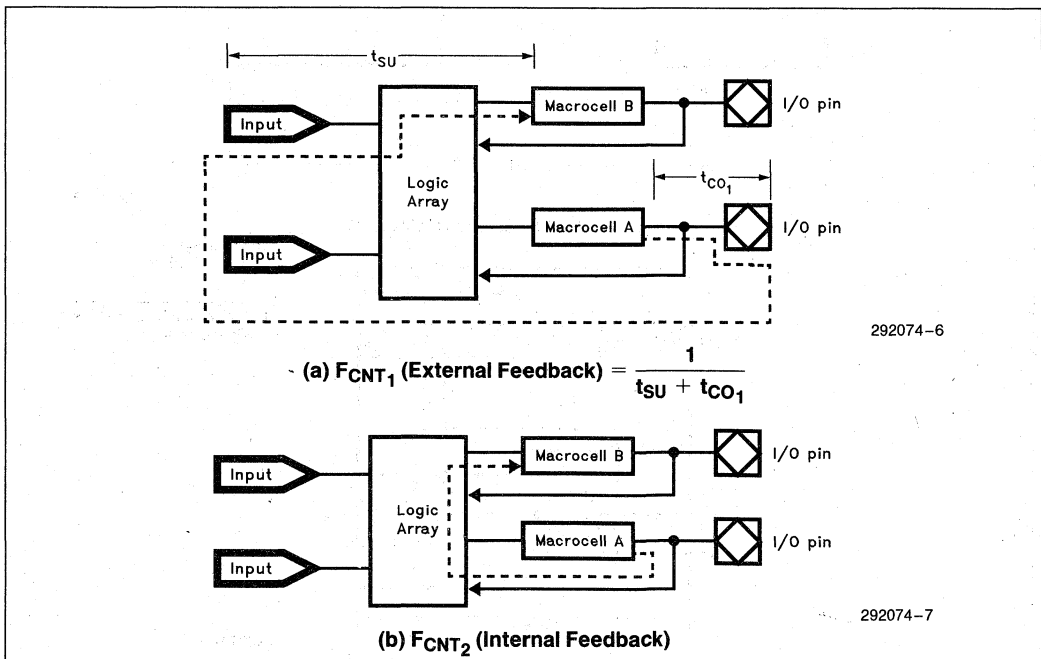 tSU
Input
Macrocell B
I/O pin
Logic
Array
tCO1
Input
Macrocell A
I/O pin
292074–6
(a) FCNT1 (External Feedback) = 1 / (tSU + tCO1)
Input
Macrocell B
I/O pin
Logic
Array
Input
Macrocell A
I/O pin
292074–7
(b) FCNT2 (Internal Feedback)